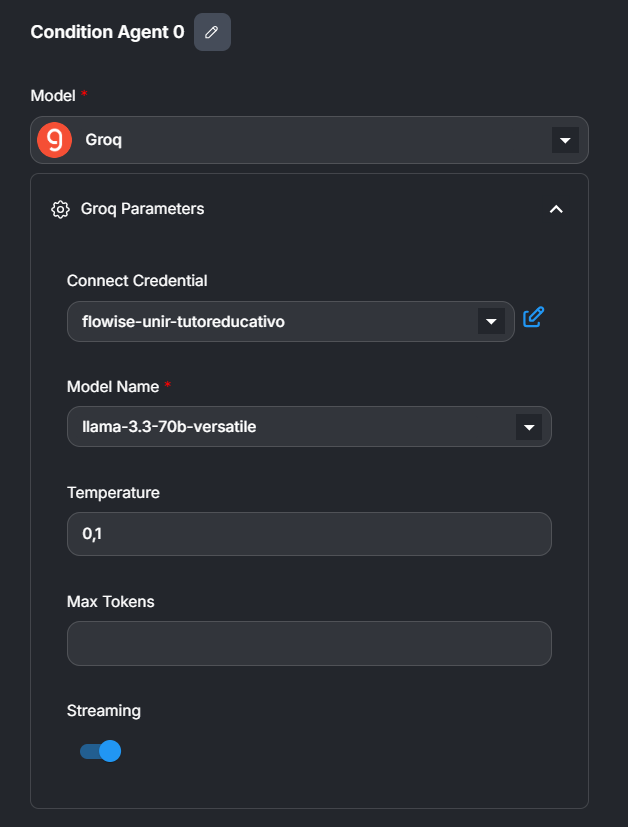 Condition Agent 0
Model *
Groq
Groq Parameters
Connect Credential
flowise-unir-tutoreducativo
Model Name *
llama-3.3-70b-versatile
Temperature
0,1
Max Tokens
Streaming